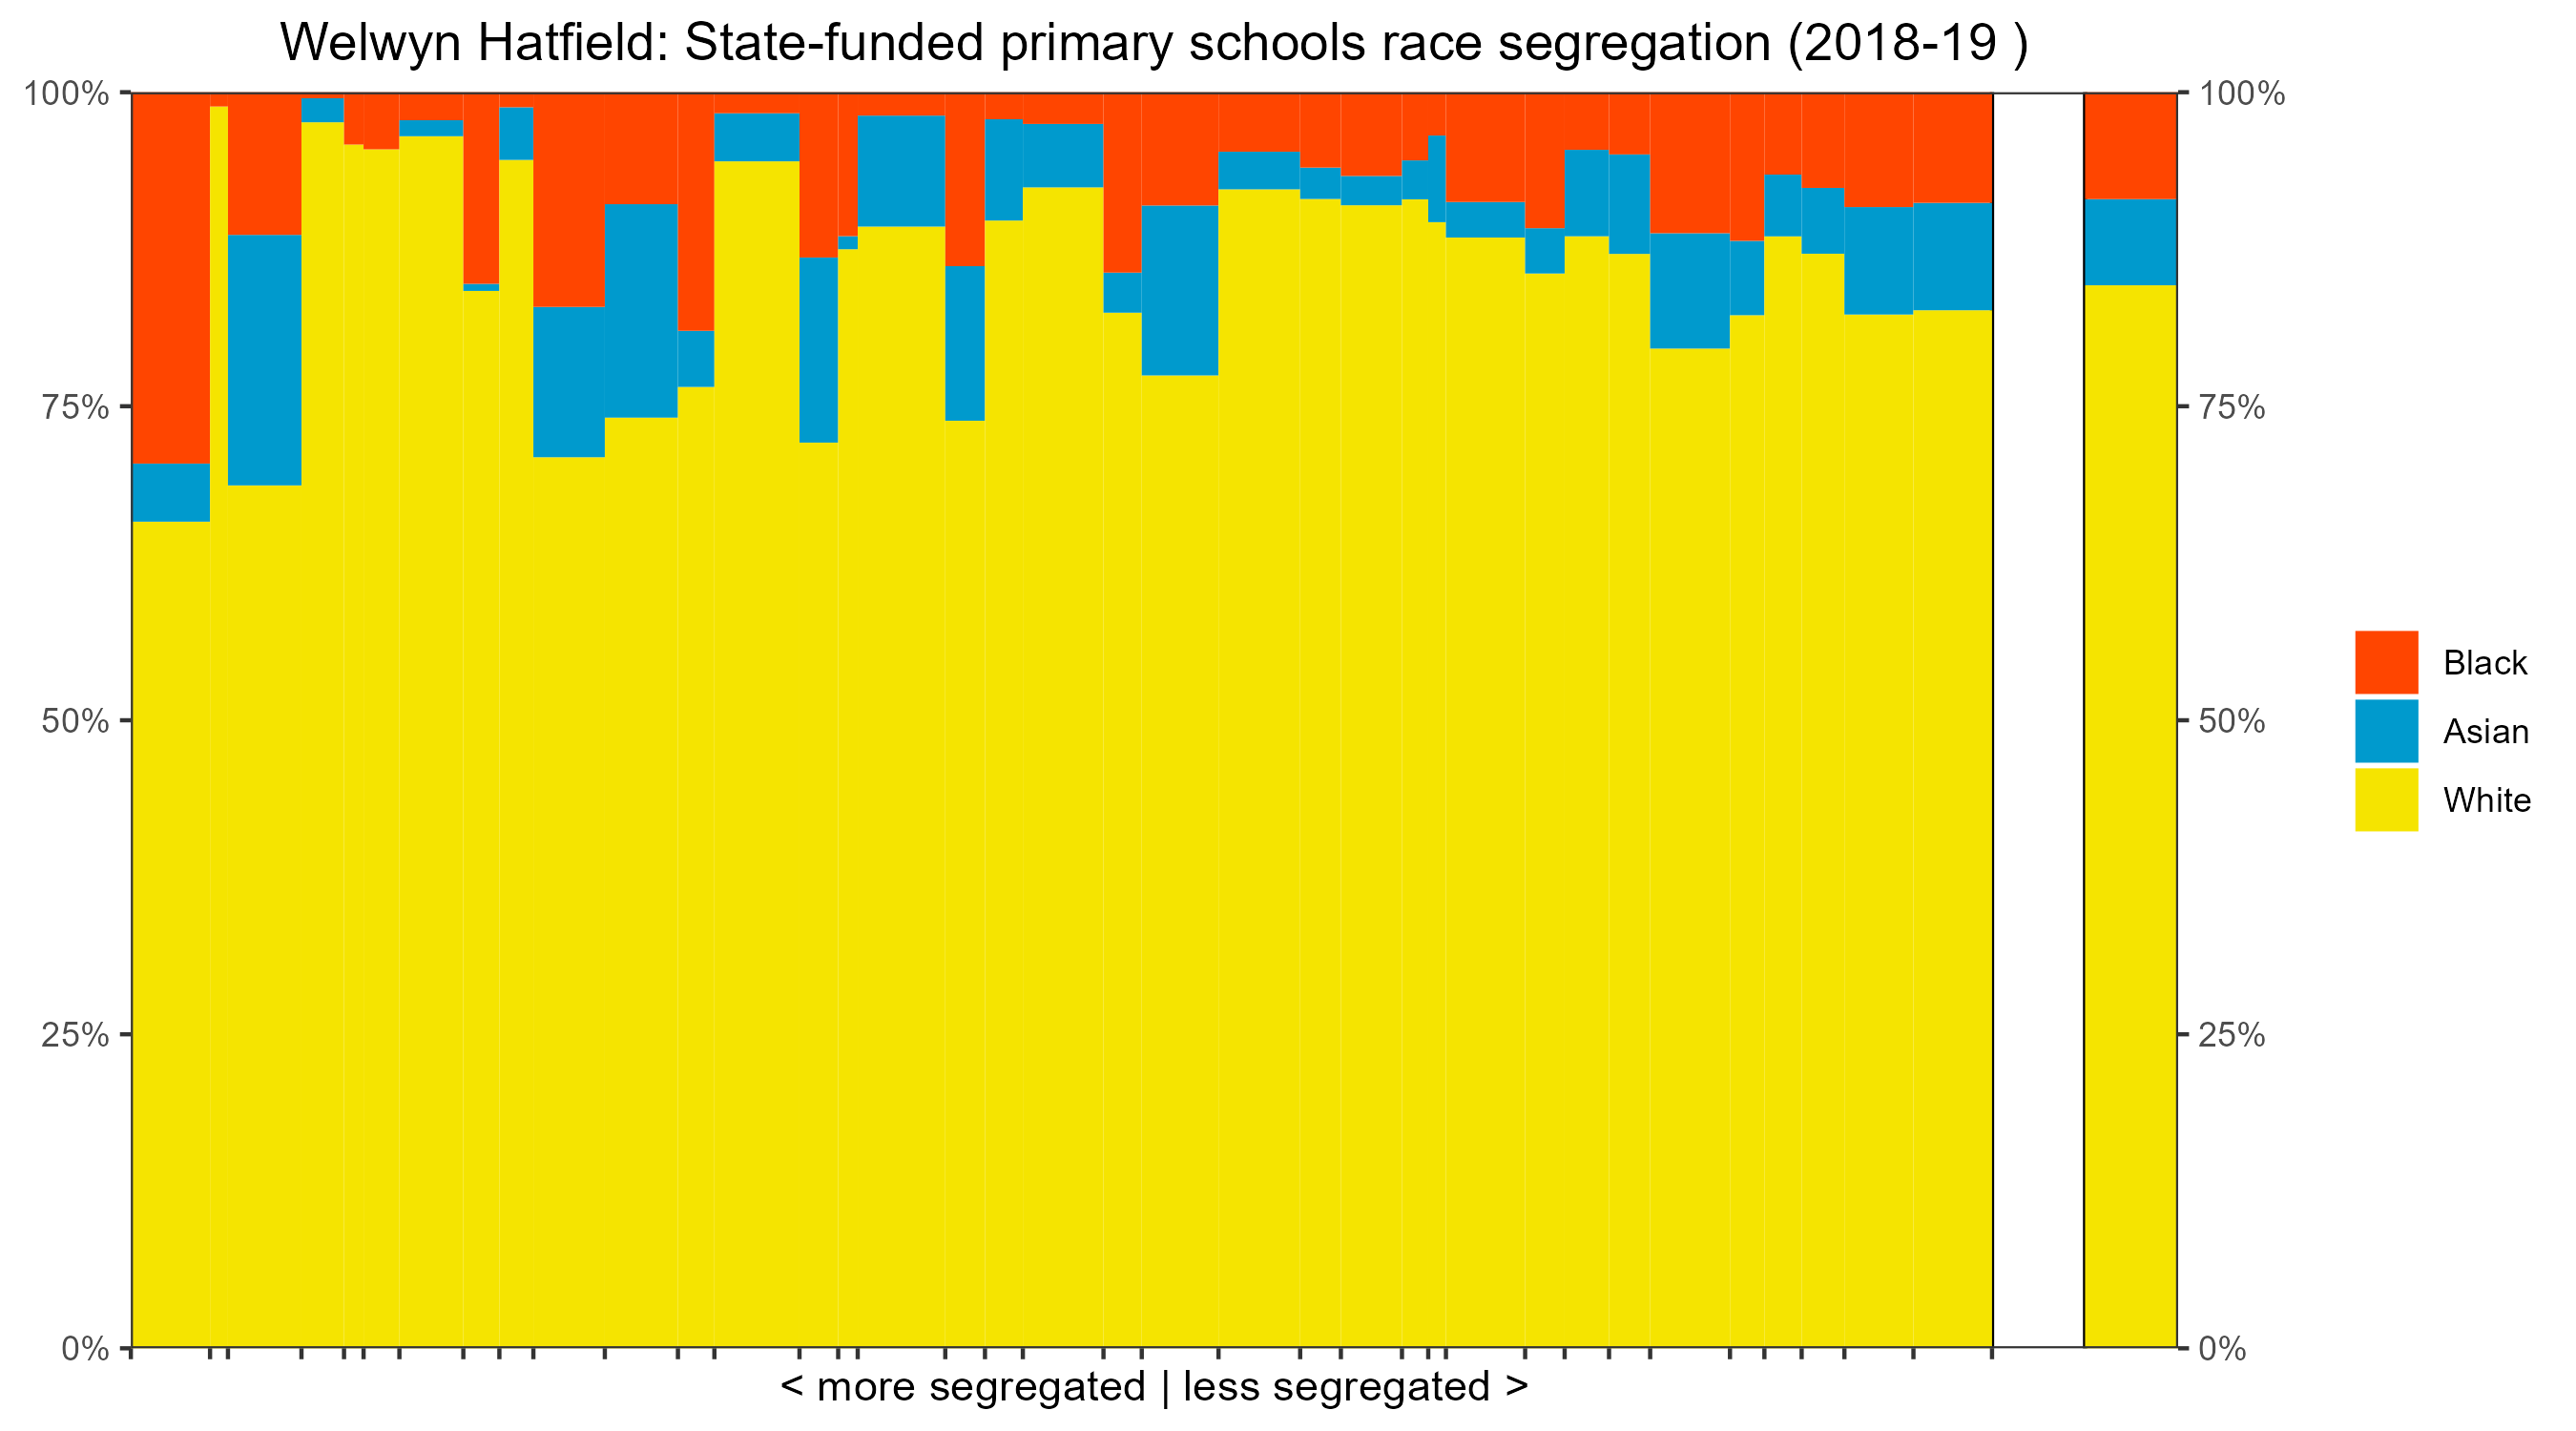 Welwyn Hatfield: State-funded primary schools race segregation (2018-19 )
100%
75%
50%
25%
0%
100%
75%
50%
25%
0%
Black
Asian
White
< more segregated | less segregated >